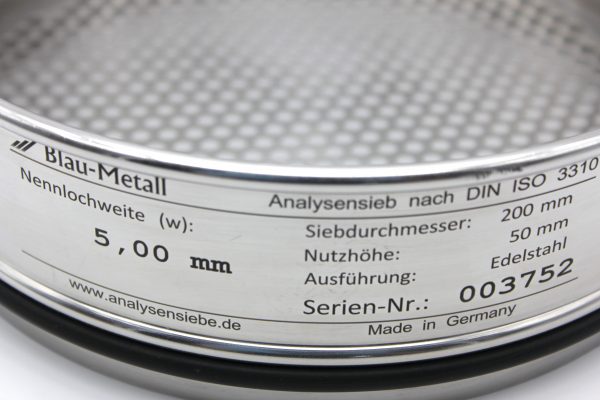 Blau-Metall
Nennlochweite (w):
5,00 mm
www.analysensiebe.de
Analysensieb nach DIN ISO 3310
Siebdurchmesser: 200 mm
Nutzhöhe: 50 mm
Ausführung: Edelstahl
Serien-Nr.: 003752
Made in Germany